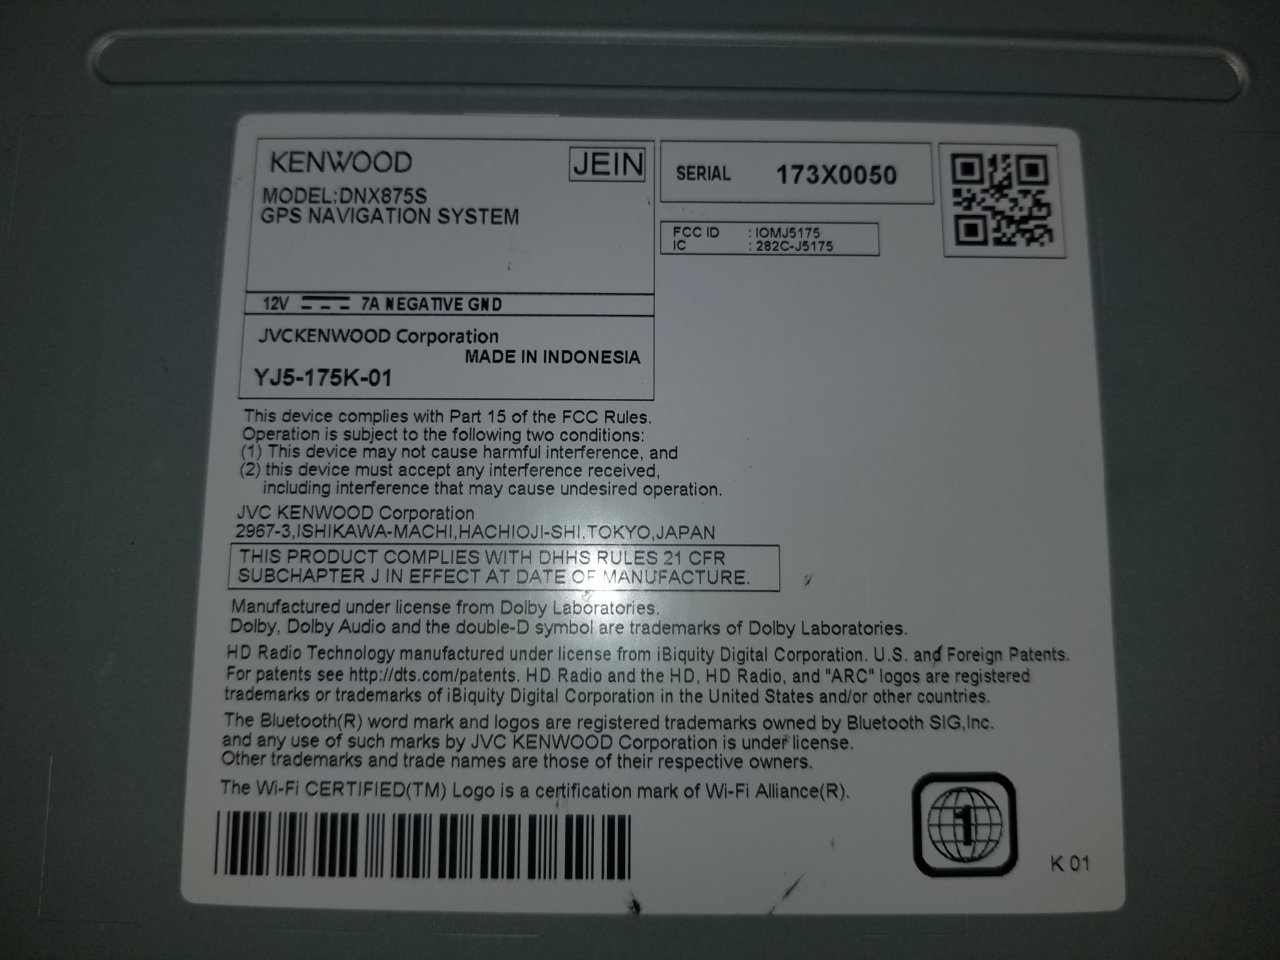 KENWOOD JEIN
MODEL:DNX875S
GPS NAVIGATION SYSTEM
SERIAL 173X0050
FCC ID : IOMJ5175
IC : 282C-J5175
12V 7A NEGATIVE GND
JVCKENWOOD Corporation
MADE IN INDONESIA
YJ5-175K-01
This device complies with Part 15 of the FCC Rules.
Operation is subject to the following two conditions:
(1) This device may not cause harmful interference, and
(2) this device must accept any interference received,
including interference that may cause undesired operation.
JVC KENWOOD Corporation
2967-3,ISHIKAWA-MACHI,HACHIOJI-SHI,TOKYO,JAPAN
THIS PRODUCT COMPLIES WITH DHHS RULES 21 CFR
SUBCHAPTER J IN EFFECT AT DATE OF MANUFACTURE.
Manufactured under license from Dolby Laboratories.
Dolby, Dolby Audio and the double-D symbol are trademarks of Dolby Laboratories.
HD Radio Technology manufactured under license from iBiquity Digital Corporation. U.S. and Foreign Patents.
For patents see http://dts.com/patents. HD Radio and the HD, HD Radio, and "ARC" logos are registered
trademarks or trademarks of iBiquity Digital Corporation in the United States and/or other countries.
The Bluetooth(R) word mark and logos are registered trademarks owned by Bluetooth SIG,Inc.
and any use of such marks by JVC KENWOOD Corporation is under license.
Other trademarks and trade names are those of their respective owners.
The Wi-Fi CERTIFIED(TM) Logo is a certification mark of Wi-Fi Alliance(R).
1
K 01